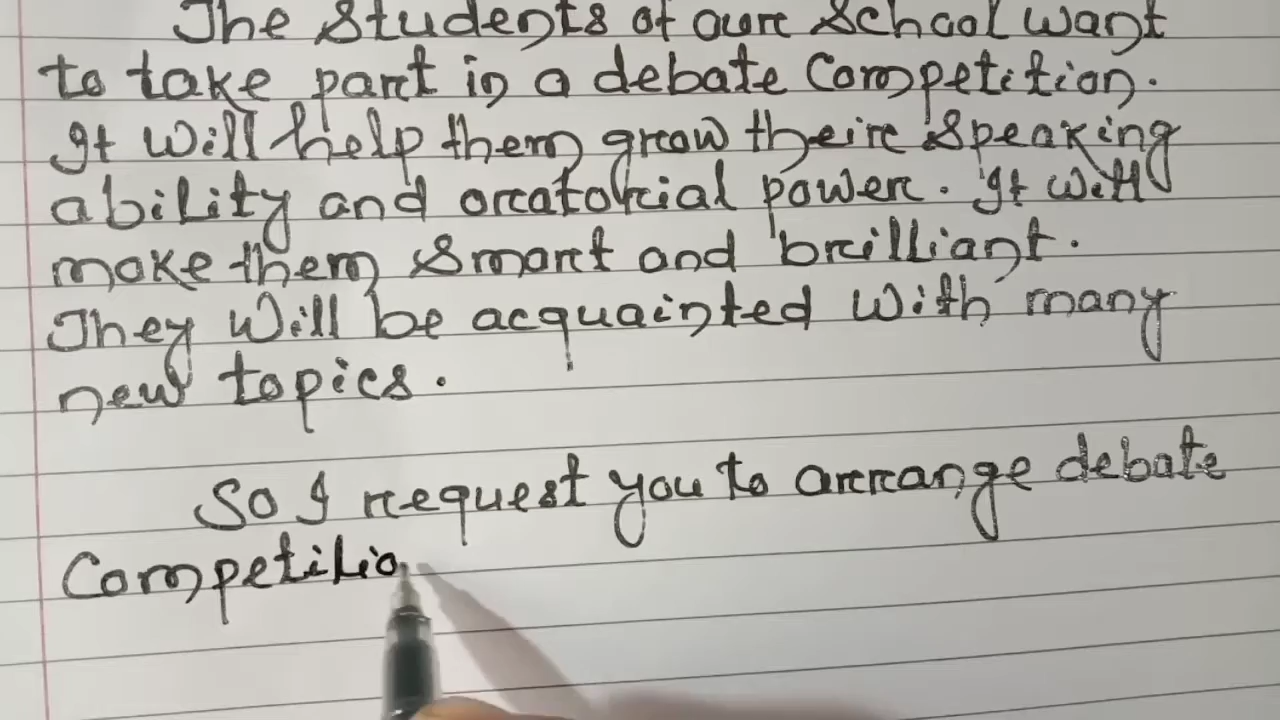 The Students of our School want
to take part in a debate Competition.
It will help them grow their speaking
ability and oratorical power. It will
make them smart and brilliant.
They will be acquainted with many
new topics.
So I request you to arrange debate
Competitio